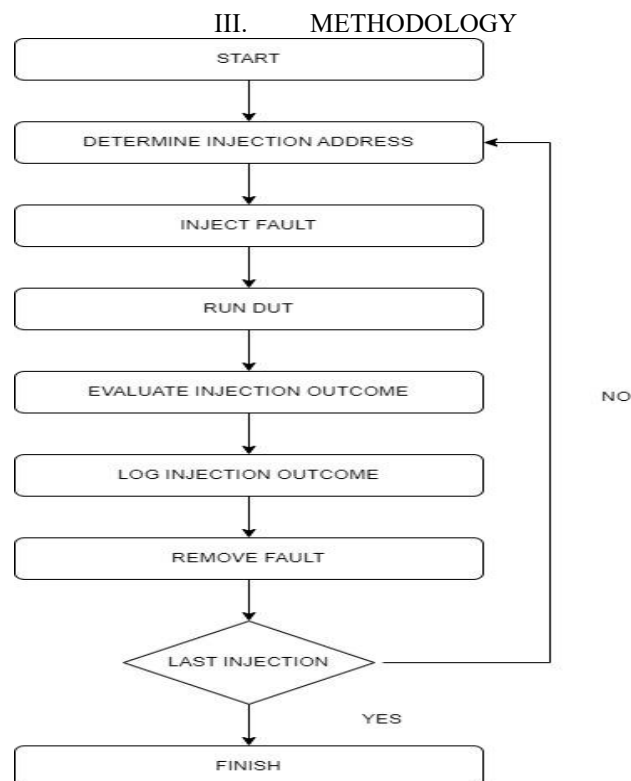 III. METHODOLOGY
START
DETERMINE INJECTION ADDRESS
INJECT FAULT
RUN DUT
EVALUATE INJECTION OUTCOME
NO
LOG INJECTION OUTCOME
REMOVE FAULT
LAST INJECTION
YES
FINISH